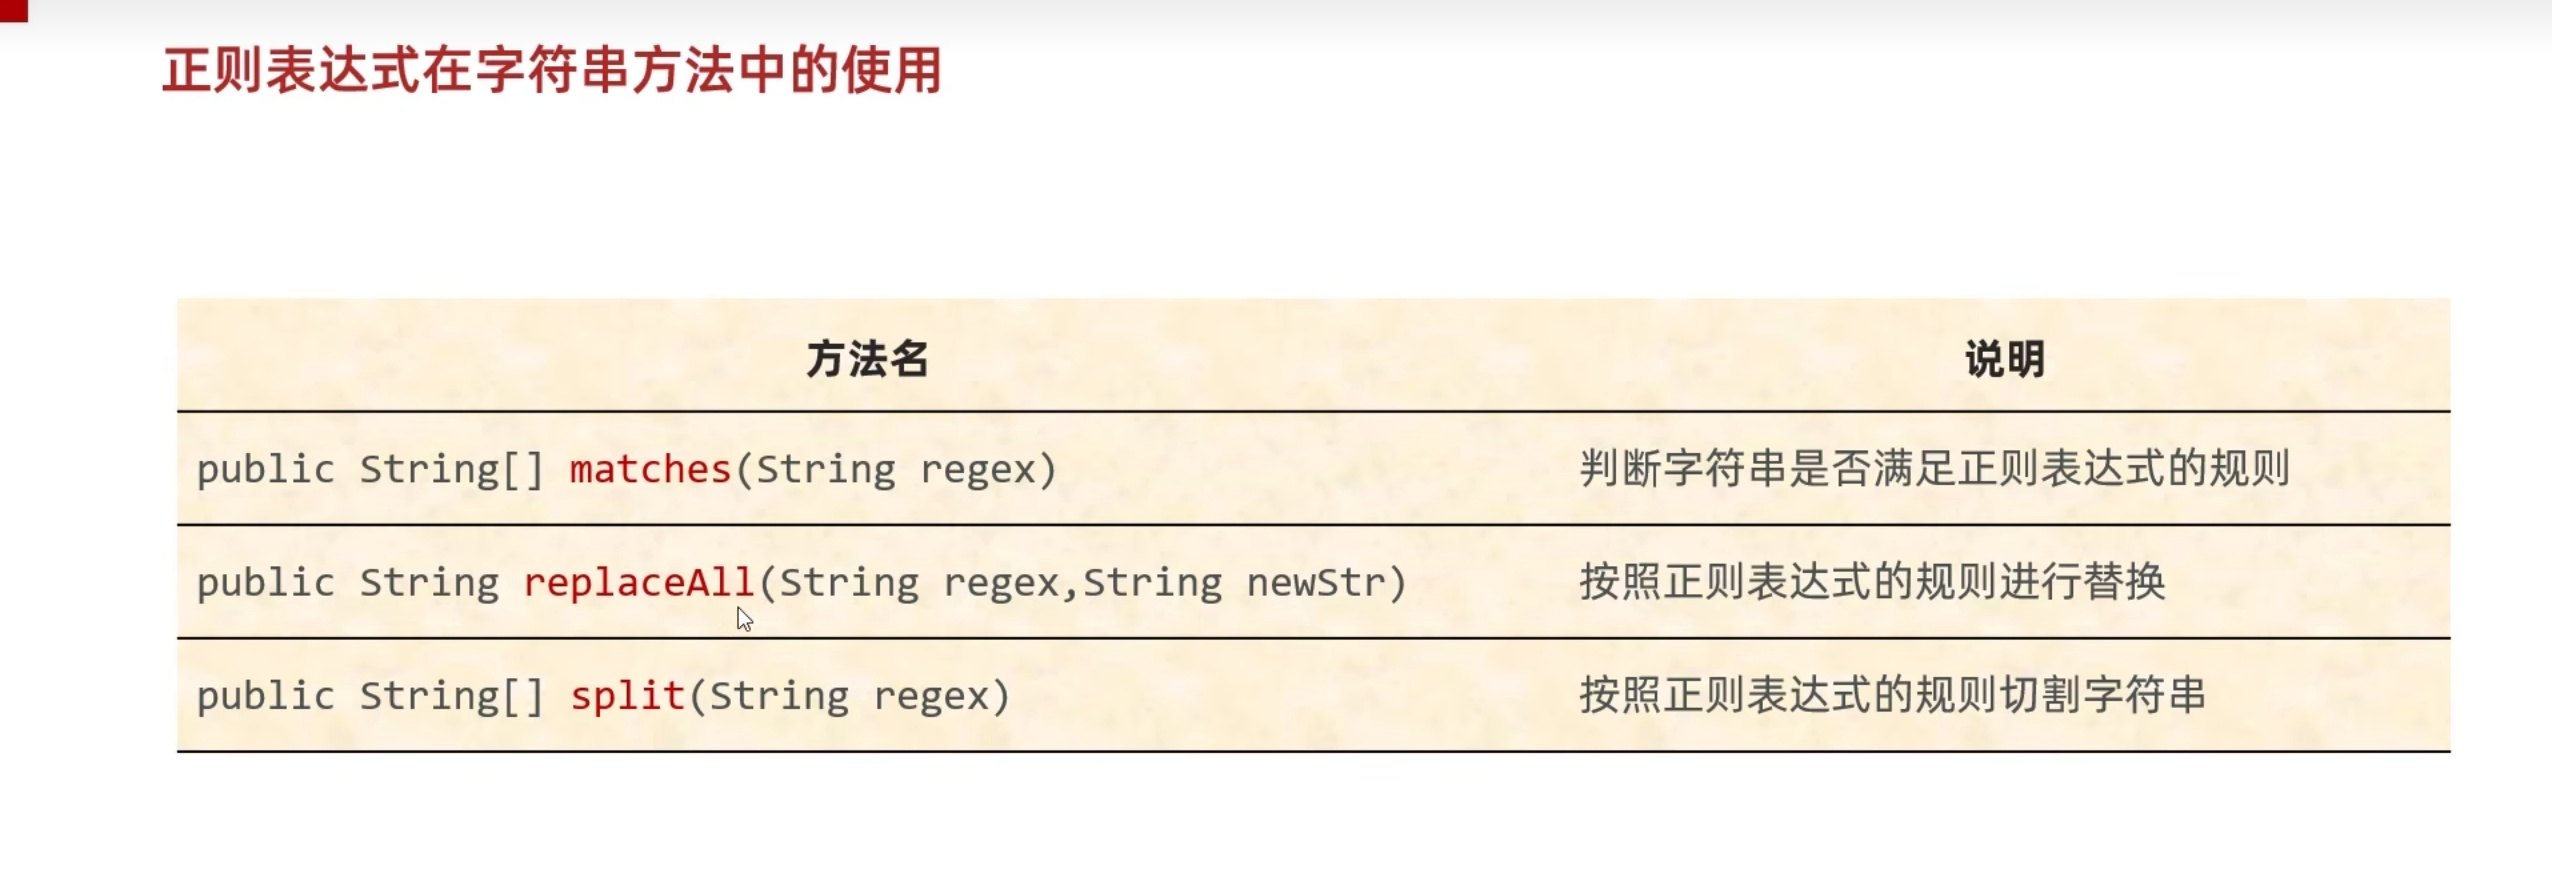 正则表达式在字符串方法中的使用
方法名 说明
public String[] matches(String regex) 判断字符串是否满足正则表达式的规则
public String replaceAll(String regex,String newStr) 按照正则表达式的规则进行替换
public String[] split(String regex) 按照正则表达式的规则切割字符串